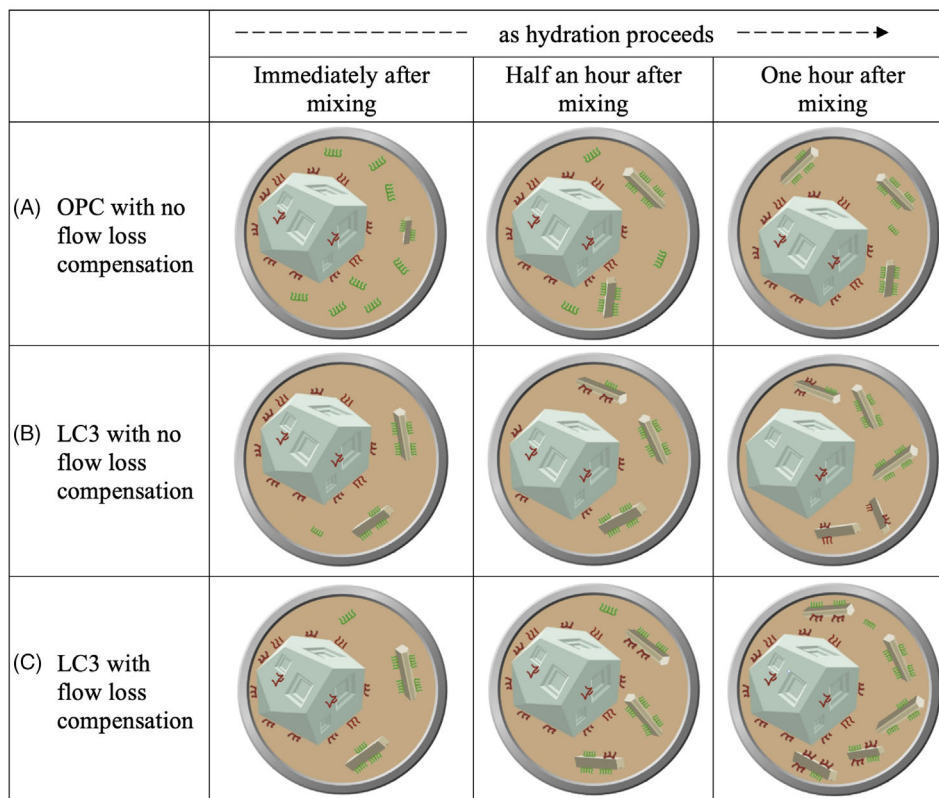 as hydration proceeds
Immediately after
mixing
Half an hour after
mixing
One hour after
mixing
(A) OPC with no
flow loss
compensation
(B) LC3 with no
flow loss
compensation
(C) LC3 with
flow loss
compensation